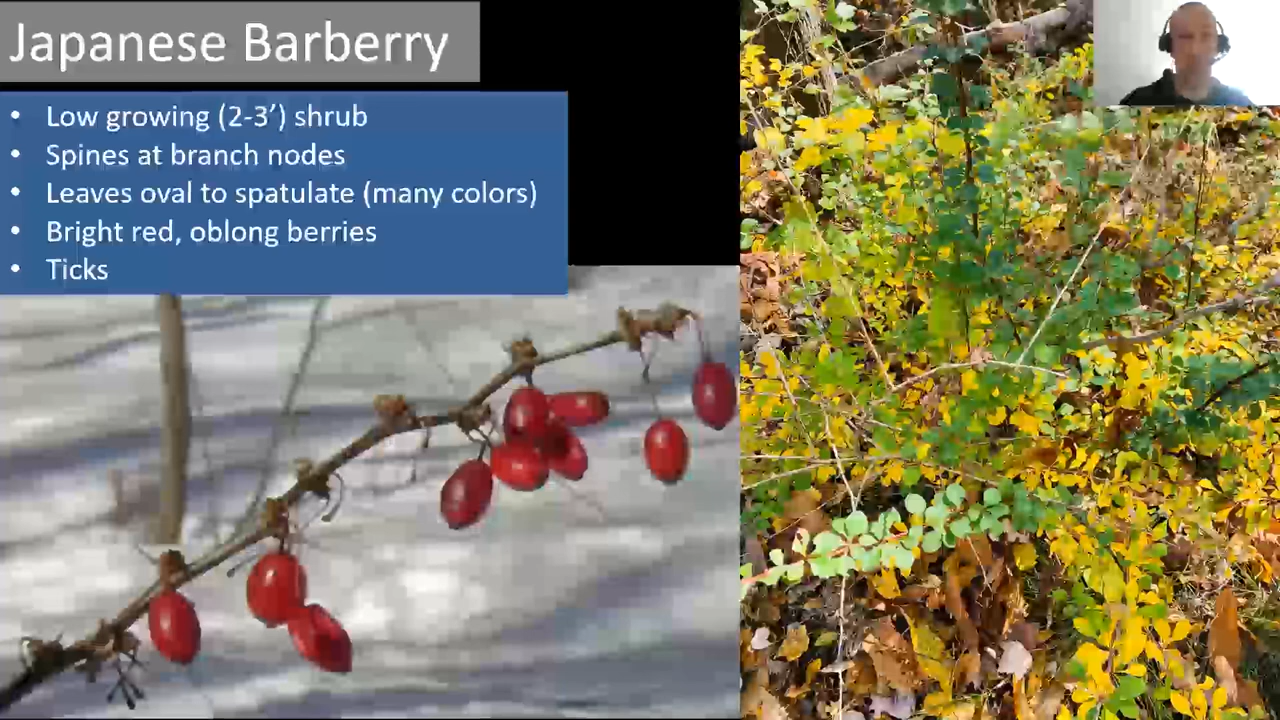 Japanese Barberry
• Low growing (2-3’) shrub
• Spines at branch nodes
• Leaves oval to spatulate (many colors)
• Bright red, oblong berries
• Ticks